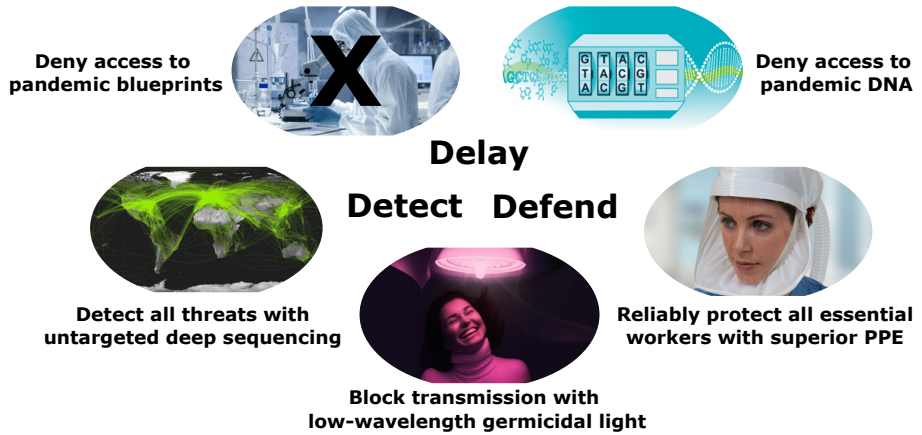 Deny access to
pandemic blueprints
X
GCT
G T A C
T A C G
A C G T
Deny access to
pandemic DNA
Delay
Detect Defend
Detect all threats with
untargeted deep sequencing
Reliably protect all essential
workers with superior PPE
Block transmission with
low-wavelength germicidal light